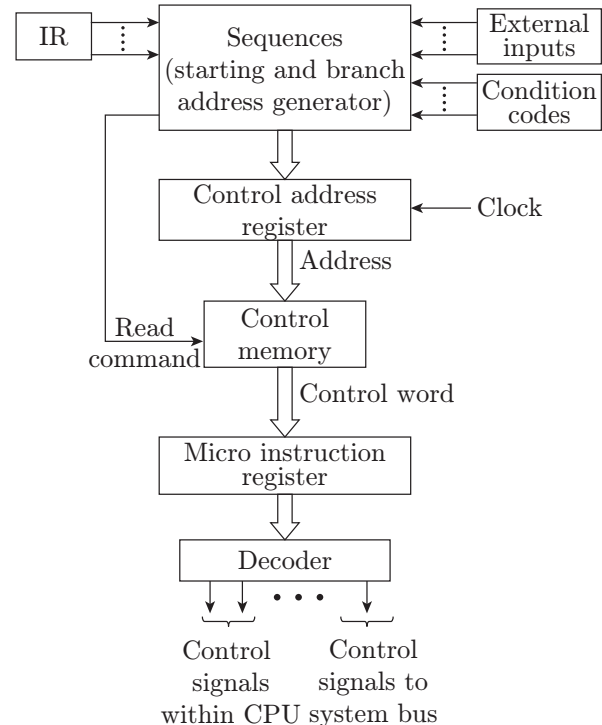 IR
Sequences
(starting and branch
address generator)
External
inputs
Condition
codes
Control address
register
Clock
Address
Read
command
Control
memory
Control word
Micro instruction
register
Decoder
Control
signals
within CPU
Control
signals to
system bus